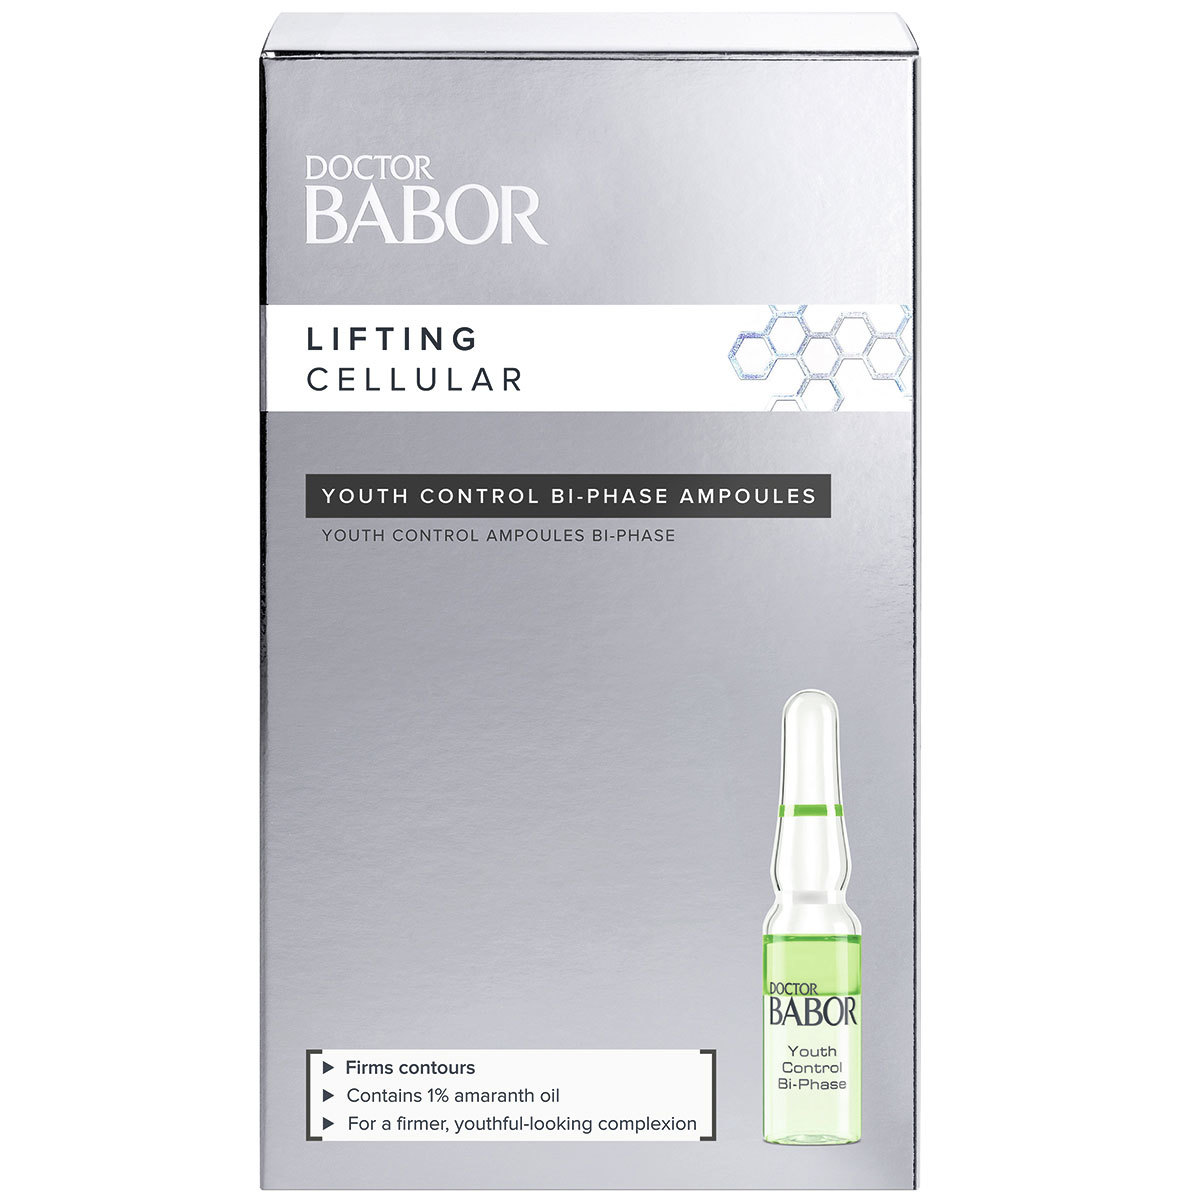 DOCTOR
BABOR
LIFTING
CELLULAR
YOUTH CONTROL BI-PHASE AMPOULES
YOUTH CONTROL AMPOULES BI-PHASE
Firms contours
Contains 1% amaranth oil
For a firmer, youthful-looking complexion
DOCTOR
BABOR
Youth
Control
Bi-Phase